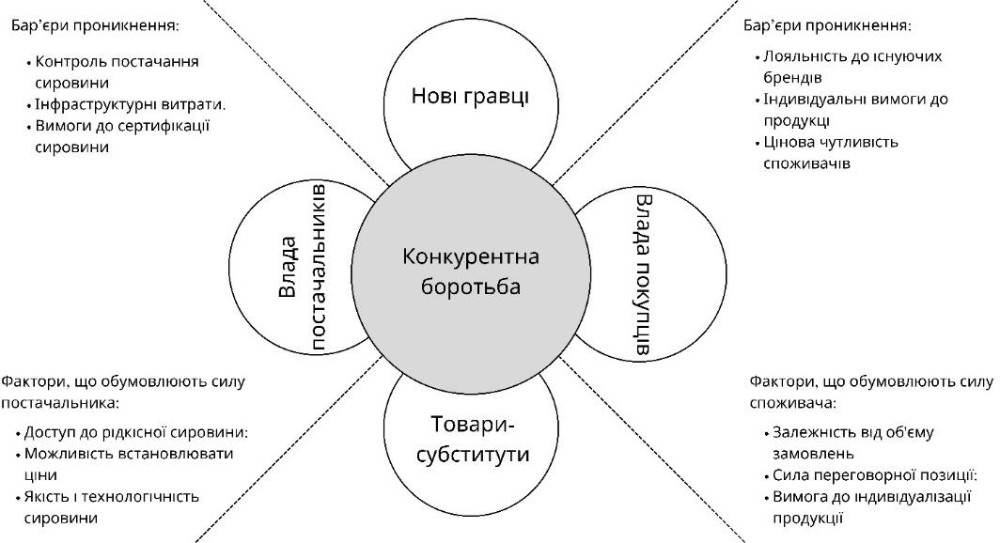 Бар’єри проникнення:
• Контроль постачання
сировини
• Інфраструктурні витрати.
• Вимоги до сертифікації
сировини
Нові гравці
Бар’єри проникнення:
• Лояльність до існуючих
брендів
• Індивідуальні вимоги до
продукці
• Цінова чутливість
споживачів
Влада
постачальників
Конкурентна
боротьба
Влада покупців
Фактори, що обумовлюють силу
постачальника:
• Доступ до рідкісної сировини:
• Можливість встановлювати
ціни
• Якість і технологічність
сировини
Товари-
субститути
Фактори, що обумовлюють силу
споживача:
• Залежність від об'єму
замовлень
• Сила переговорної позиції:
• Вимога до індивідуалізації
продукції